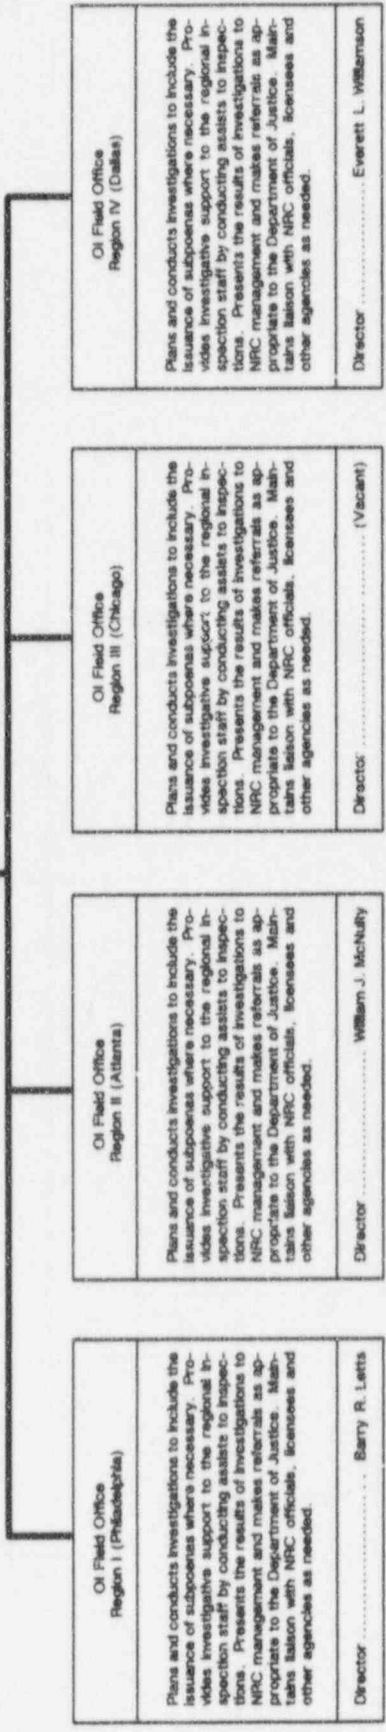 OI Field Office
Region I (Philadelphia)
Plans and conducts investigations to include the
issuance of subpoenas where necessary. Pro-
vides investigative support to the regional in-
spection staff by conducting assists to inspec-
tions. Presents the results of investigations to
NRC management and makes referrals as ap-
propriate to the Department of Justice. Main-
tains liaison with NRC officials, licensees and
other agencies as needed.
Director .................... Barry R. Letts
OI Field Office
Region II (Atlanta)
Plans and conducts investigations to include the
issuance of subpoenas where necessary. Pro-
vides investigative support to the regional in-
spection staff by conducting assists to inspec-
tions. Presents the results of investigations to
NRC management and makes referrals as ap-
propriate to the Department of Justice. Main-
tains liaison with NRC officials, licensees and
other agencies as needed.
Director .................... William J. McNulty
OI Field Office
Region III (Chicago)
Plans and conducts investigations to include the
issuance of subpoenas where necessary. Pro-
vides investigative support to the regional in-
spection staff by conducting assists to inspec-
tions. Presents the results of investigations to
NRC management and makes referrals as ap-
propriate to the Department of Justice. Main-
tains liaison with NRC officials, licensees and
other agencies as needed.
Director .................... (Vacant)
OI Field Office
Region IV (Dallas)
Plans and conducts investigations to include the
issuance of subpoenas where necessary. Pro-
vides investigative support to the regional in-
spection staff by conducting assists to inspec-
tions. Presents the results of investigations to
NRC management and makes referrals as ap-
propriate to the Department of Justice. Main-
tains liaison with NRC officials, licensees and
other agencies as needed.
Director .................... Everett L. Williamson